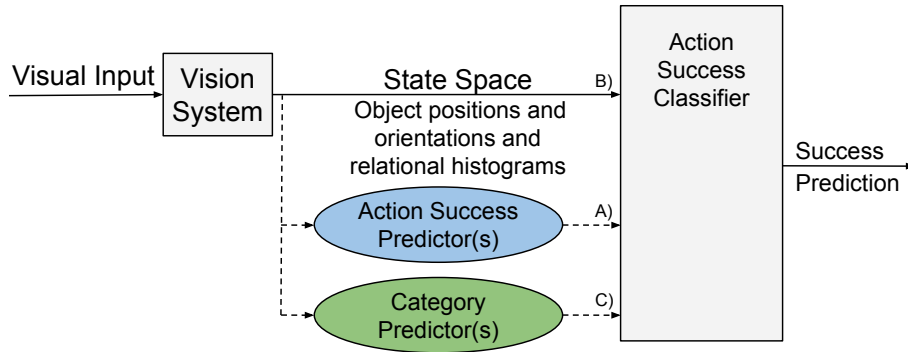 Visual Input
Vision
System
State Space
Object positions and
orientations and
relational histograms
B)
Action
Success
Classifier
Success
Prediction
Action Success
Predictor(s)
A)
Category
Predictor(s)
C)